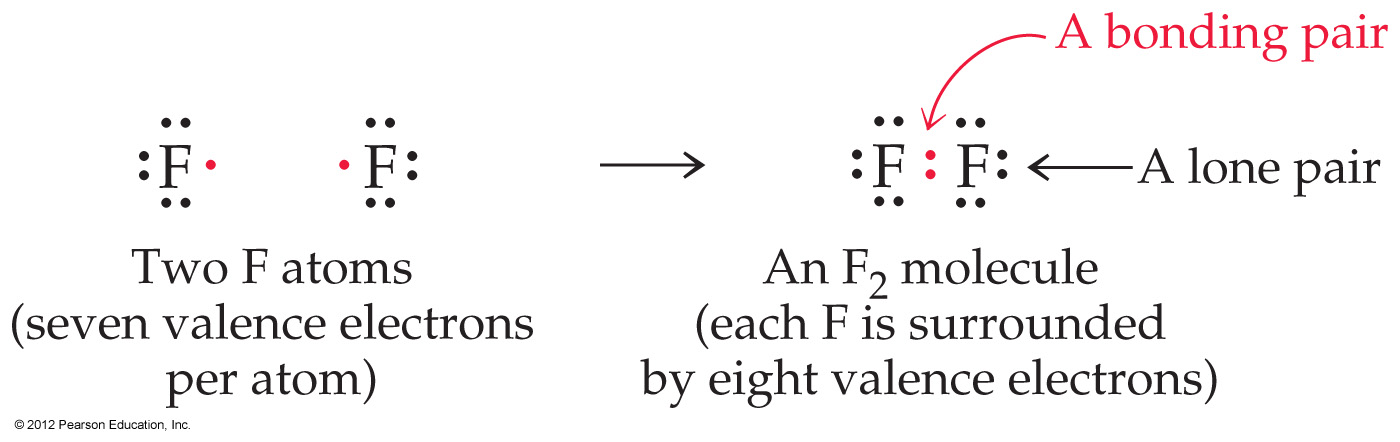 A bonding pair
F F F F
A lone pair
Two F atoms
(seven valence electrons
per atom)
An F₂ molecule
(each F is surrounded
by eight valence electrons)
© 2012 Pearson Education, Inc.